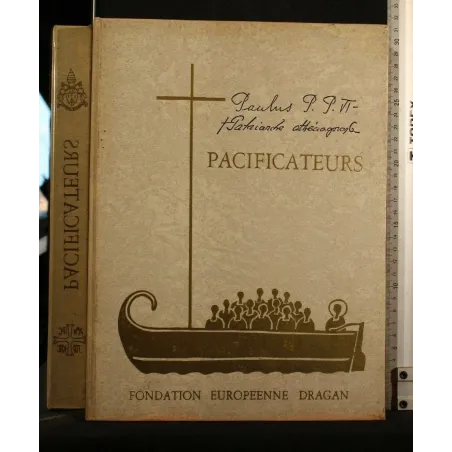 Paulus P. P. VI-
† Patriarche Athénagoras
PACIFICATEURS
FONDATION EUROPEENNE DRAGAN
PACIFICATEURS